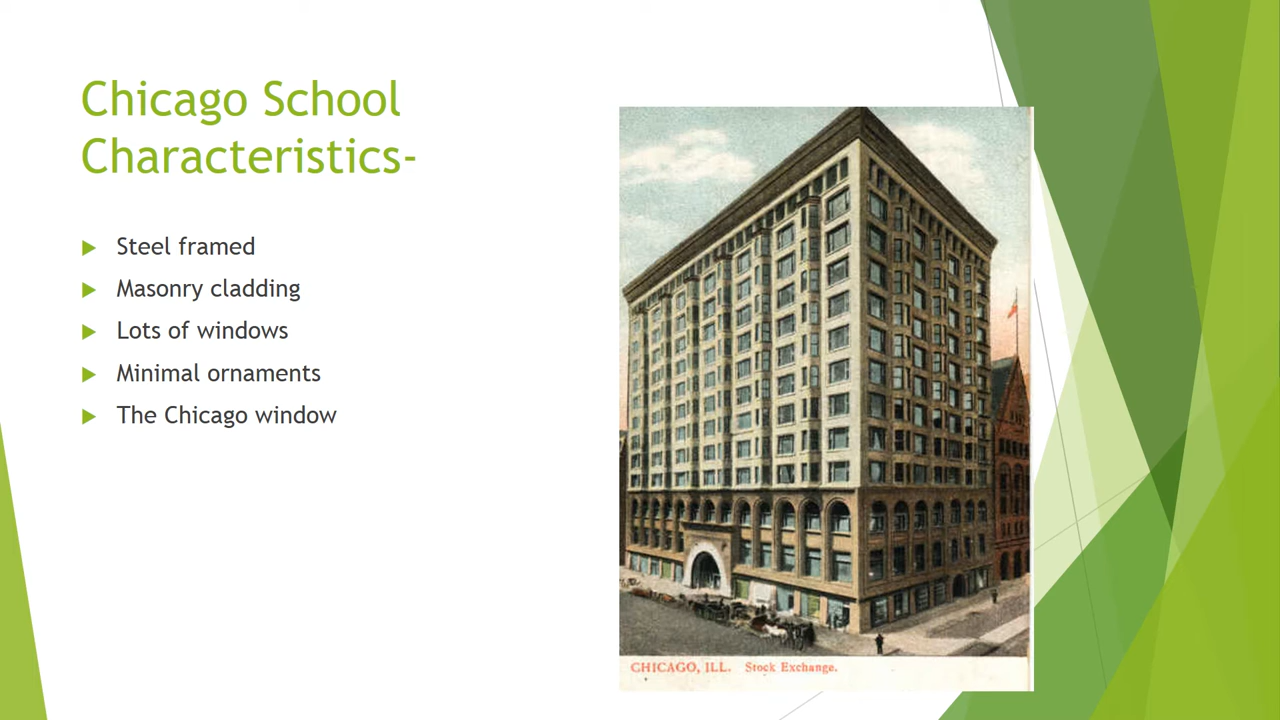 Chicago School
Characteristics-
Steel framed
Masonry cladding
Lots of windows
Minimal ornaments
The Chicago window
CHICAGO, ILL. Stock Exchange.